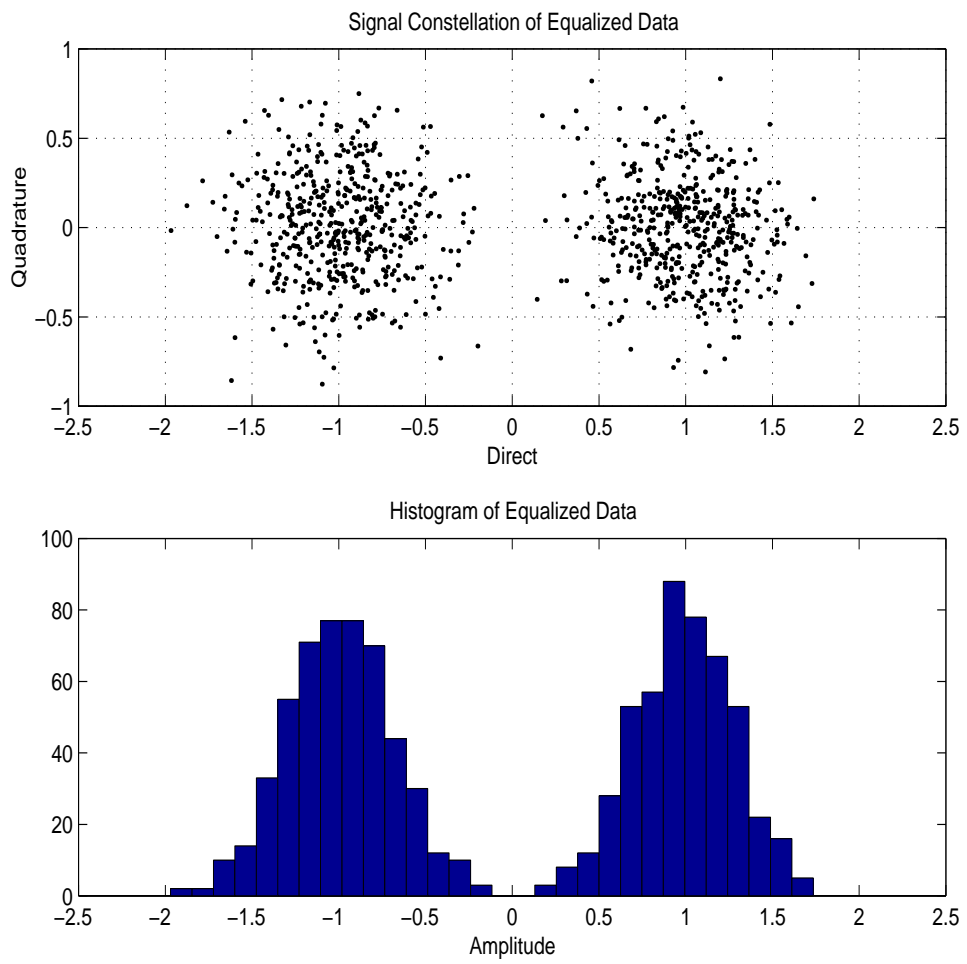 Signal Constellation of Equalized Data
1
0.5
0
−0.5
−1
Quadrature
−2.5 −2 −1.5 −1 −0.5 0 0.5 1 1.5 2 2.5
Direct
Histogram of Equalized Data
100
80
60
40
20
0
−2.5 −2 −1.5 −1 −0.5 0 0.5 1 1.5 2 2.5
Amplitude